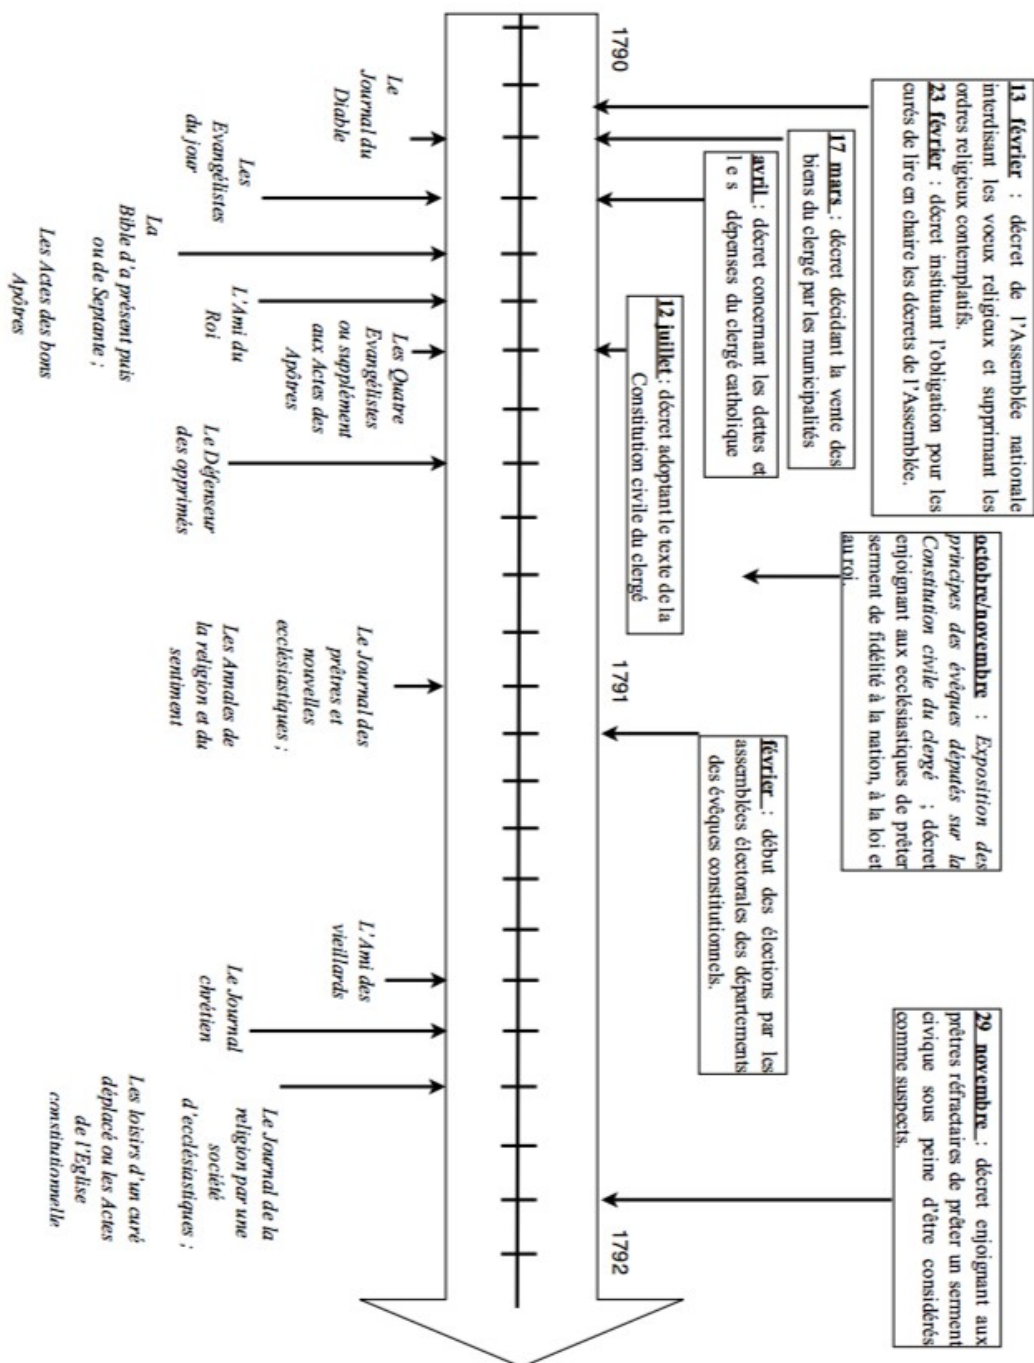 13 février : décret de l'Assemblée nationale
interdisant les voeux religieux et supprimant les
ordres religieux contemplatifs.
23 février : décret instituant l'obligation pour les
curés de lire en chaire les décrets de l'Assemblée.
17 mars : décret décidant la vente des
biens du clergé par les municipalités
avril : décret concernant les dettes et
les dépenses du clergé catholique
12 juillet : décret adoptant le texte de la
Constitution civile du clergé
octobre/novembre : Exposition des
principes des évêques députés sur la
Constitution civile du clergé ; décret
enjoignant aux ecclésiastiques de prêter
serment de fidélité à la nation, à la loi et
au roi.
février : début des élections par les
assemblées électorales des départements
des évêques constitutionnels.
29 novembre : décret enjoignant aux
prêtres réfractaires de prêter un serment
civique sous peine d'être considérés
comme suspects.
1790
1791
1792
Le
Journal du
Diable
Les
Evangélistes
du jour
La
Bible d'a présent puis
ou de Septante ;
Les Actes des bons
Apôtres
L'Ami du
Roi
Les Quatre
Evangélistes
ou supplément
aux Actes des
Apôtres
Le Défenseur
des opprimés
Le Journal des
prêtres et
nouvelles
ecclésiastiques ;
Les Annales de
la religion et du
sentiment
L'Ami des
vieillards
Le Journal
chrétien
Le Journal de la
religion par une
société
d'ecclésiastiques ;
Les loisirs d'un curé
déplacé ou les Actes
de l'Eglise
constitutionnelle